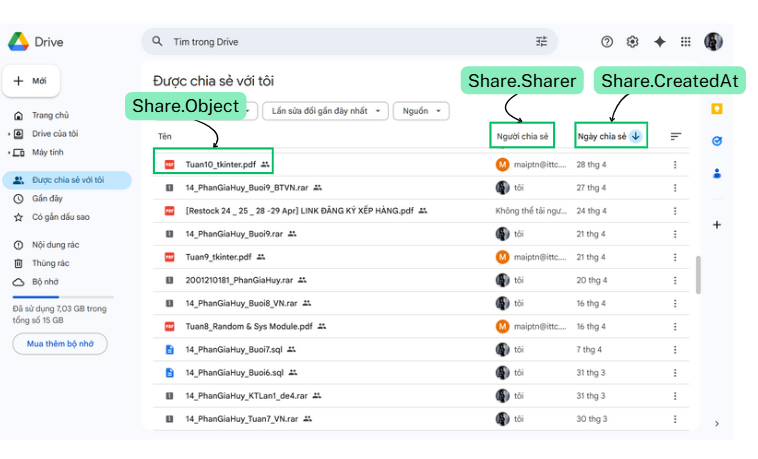 Drive
Tìm trong Drive
Mới
Được chia sẻ với tôi
Share.Sharer
Share.CreatedAt
Share.Object
Lần sửa đổi gần đây nhất
Nguồn
Trang chủ
Drive của tôi
Máy tính
Được chia sẻ với tôi
Gần đây
Có gắn dấu sao
Nội dung rác
Thùng rác
Bộ nhớ
Đã sử dụng 7,03 GB trong
tổng số 15 GB
Mua thêm bộ nhớ
Tên
Người chia sẻ
Ngày chia sẻ
Tuan10_tkinter.pdf M maiptn@ittc.... 28 thg 4
14_PhanGiaHuy_Buoi9_BTVN.rar tôi 27 thg 4
[Restock 24 _ 25 _ 28 -29 Apr] LINK ĐĂNG KÝ XẾP HÀNG.pdf Không thể tải ngư... 24 thg 4
14_PhanGiaHuy_Buoi9.rar tôi 21 thg 4
Tuan9_tkinter.pdf M maiptn@ittc.... 21 thg 4
2001210181_PhanGiaHuy.rar tôi 20 thg 4
14_PhanGiaHuy_Buoi8_VN.rar tôi 16 thg 4
Tuan8_Random & Sys Module.pdf M maiptn@ittc.... 16 thg 4
14_PhanGiaHuy_Buoi7.sql tôi 7 thg 4
14_PhanGiaHuy_Buoi6.sql tôi 31 thg 3
14_PhanGiaHuy_KTLan1_de4.rar tôi 31 thg 3
14_PhanGiaHuy_Tuan7_VN.rar tôi 30 thg 3